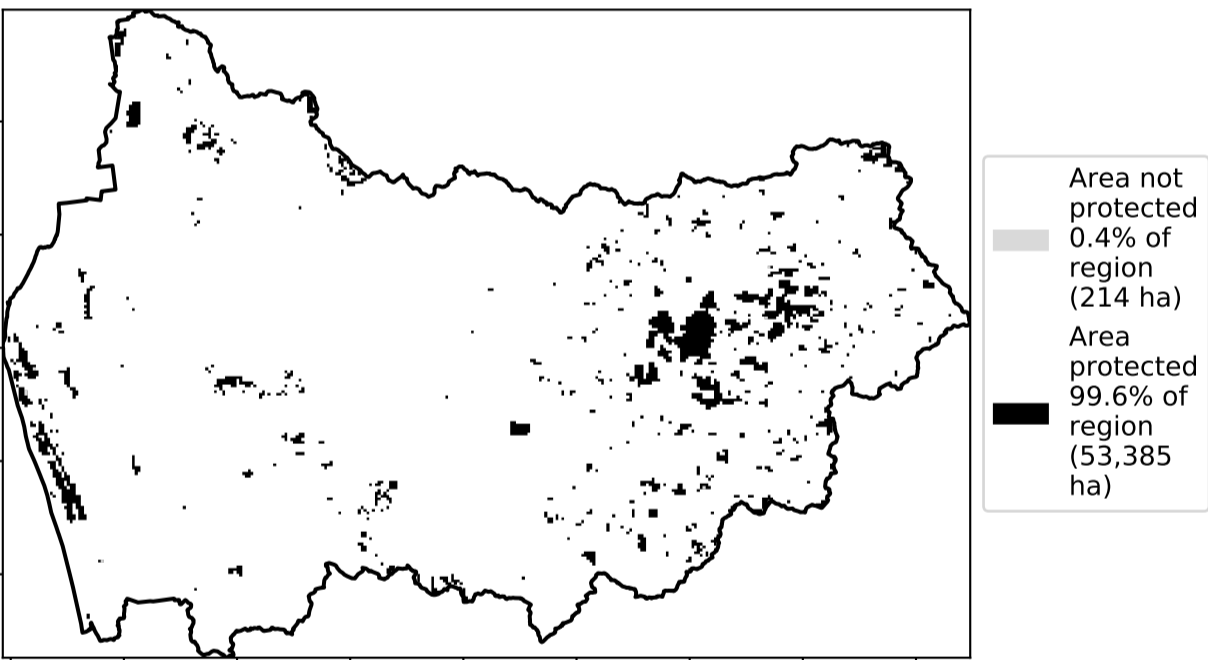 Area not
protected
0.4% of
region
(214 ha)
Area
protected
99.6% of
region
(53,385
ha)